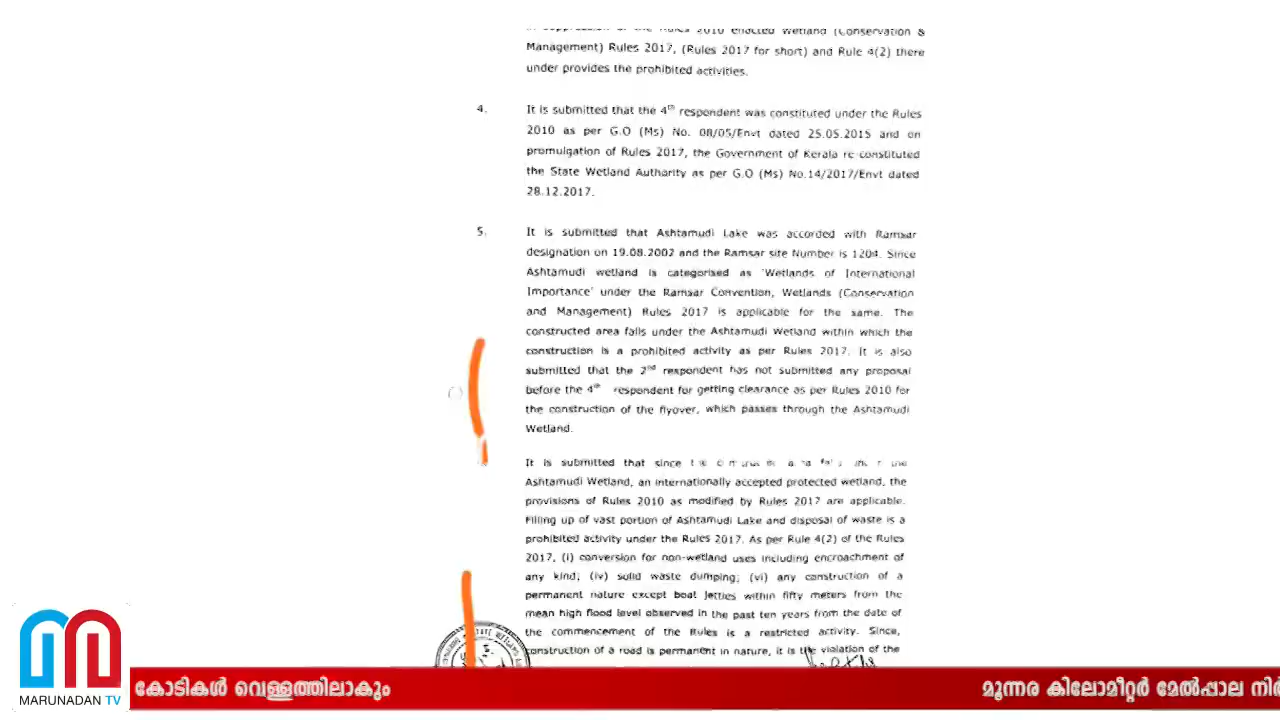 in suppression of the Rules 2010 enacted Wetland (Conservation &
Management) Rules 2017, (Rules 2017 for short) and Rule 4(2) there
under provides the prohibited activities.
4. It is submitted that the 4th respondent was constituted under the Rules
2010 as per G.O (Ms) No. 08/05/Envt dated 25.05.2015 and on
promulgation of Rules 2017, the Government of Kerala re-constituted
the State Wetland Authority as per G.O (Ms) No.14/2017/Envt dated
28.12.2017.
5. It is submitted that Ashtamudi Lake was accorded with Ramsar
designation on 19.08.2002 and the Ramsar site Number is 1204. Since
Ashtamudi wetland is categorised as 'Wetlands of International
Importance' under the Ramsar Convention, Wetlands (Conservation
and Management) Rules 2017 is applicable for the same. The
constructed area falls under the Ashtamudi Wetland within which the
construction is a prohibited activity as per Rules 2017. It is also
submitted that the 2nd respondent has not submitted any proposal
before the 4th respondent for getting clearance as per Rules 2010 for
the construction of the flyover, which passes through the Ashtamudi
Wetland.
It is submitted that since the
Ashtamudi Wetland, an internationally accepted protected wetland, the
provisions of Rules 2010 as modified by Rules 2017 are applicable.
Filling up of vast portion of Ashtamudi Lake and disposal of waste is a
prohibited activity under the Rules 2017. As per Rule 4(2) of the Rules
2017, (i) conversion for non-wetland uses including encroachment of
any kind; (iv) solid waste dumping; (vi) any construction of a
permanent nature except boat jetties within fifty meters from the
mean high flood level observed in the past ten years from the date of
the commencement of the Rules is a restricted activity. Since,
construction of a road is permanent in nature, it is the violation of the
MARUNADAN TV
കോടികൾ വെള്ളത്തിലാകും
മൂന്നര കിലോമീറ്റർ മേൽപ്പാല